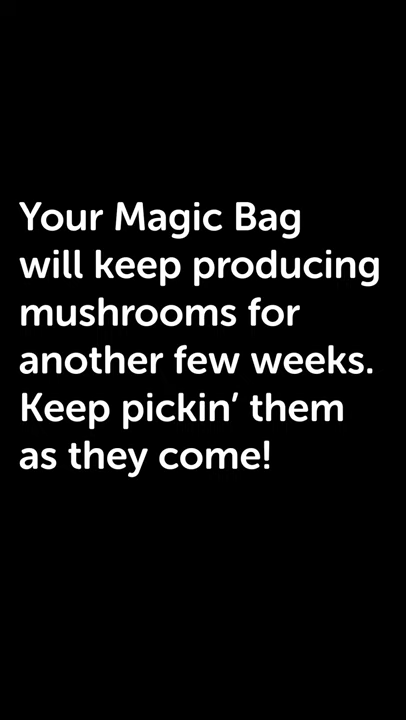 Your Magic Bag
will keep producing
mushrooms for
another few weeks.
Keep pickin’ them
as they come!